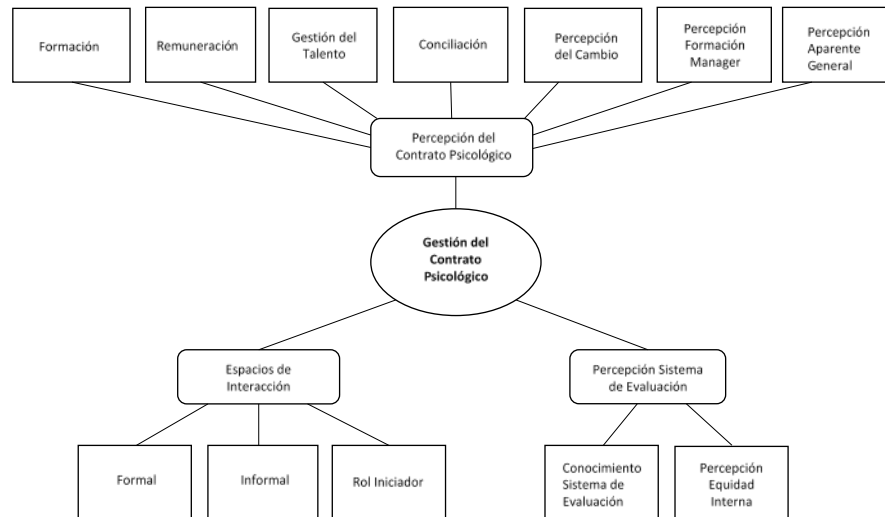 Formación
Remuneración
Gestión del
Talento
Conciliación
Percepción
del Cambio
Percepción
Formación
Manager
Percepción
Aparente
General
Percepción del
Contrato Psicológico
Gestión del
Contrato
Psicológico
Espacios de
Interacción
Percepción Sistema
de Evaluación
Formal
Informal
Rol Iniciador
Conocimiento
Sistema de
Evaluación
Percepción
Equidad
Interna